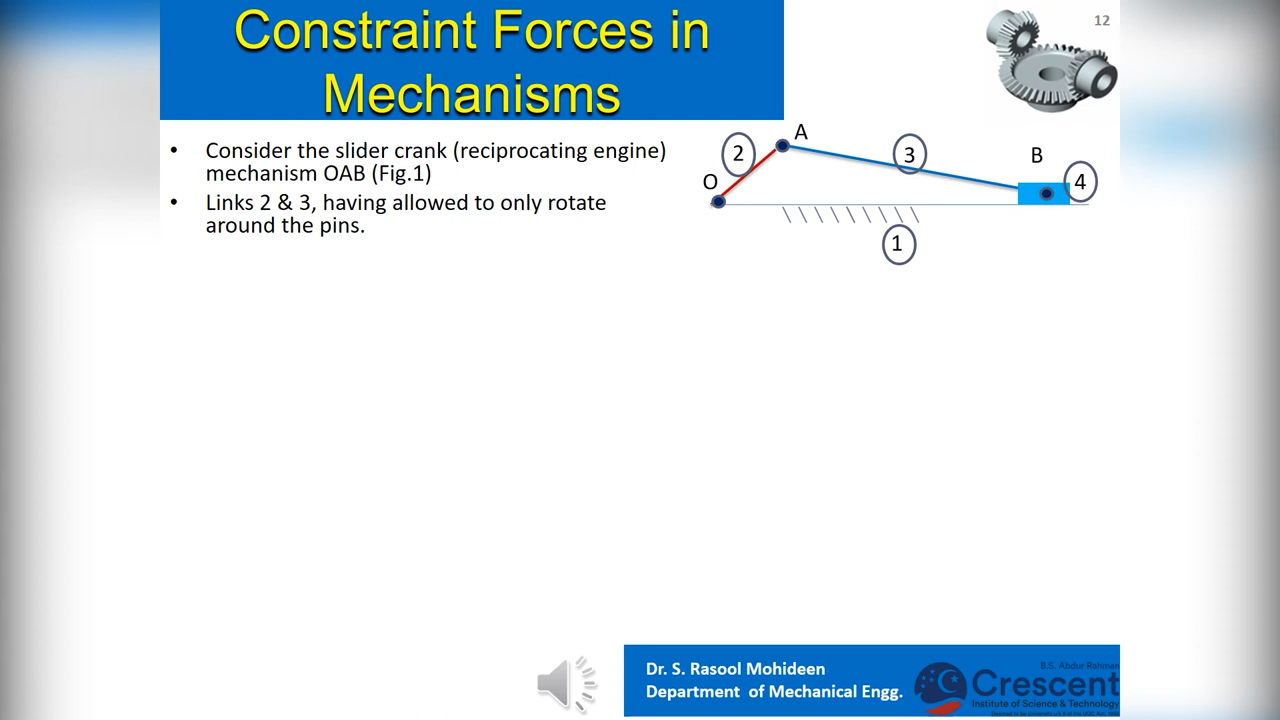 Constraint Forces in
Mechanisms
12
• Consider the slider crank (reciprocating engine)
mechanism OAB (Fig.1)
• Links 2 & 3, having allowed to only rotate
around the pins.
A
2
3
B
O
4
1
Dr. S. Rasool Mohideen
Department of Mechanical Engg.
B.S. Abdur Rahman
Crescent
Institute of Science & Technology